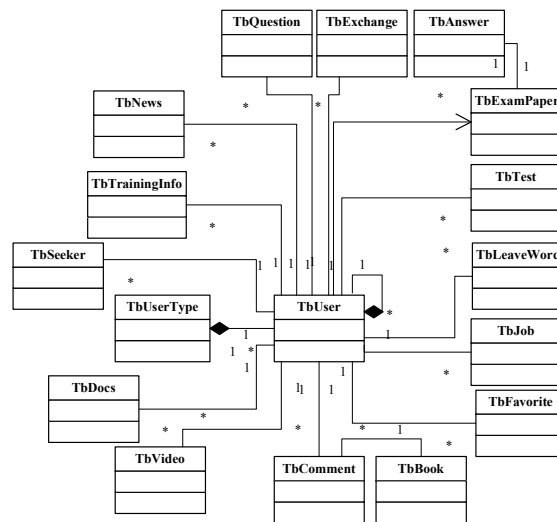 TbQuestion TbExchange TbAnswer
l l
* * *
TbNews TbExamPaper
*
TbTest
TbTrainingInfo
* *
TbSeeker l l l l l l l * TbLeaveWord
*
TbUserType TbUser *
l l
l * TbJob
l
TbDocs l l l *
* TbFavorite
* * * l *
TbVideo TbComment TbBook